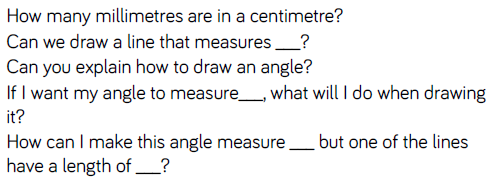 How many millimetres are in a centimetre?
Can we draw a line that measures ___?
Can you explain how to draw an angle?
If I want my angle to measure___, what will I do when drawing
it?
How can I make this angle measure ___ but one of the lines
have a length of ___?